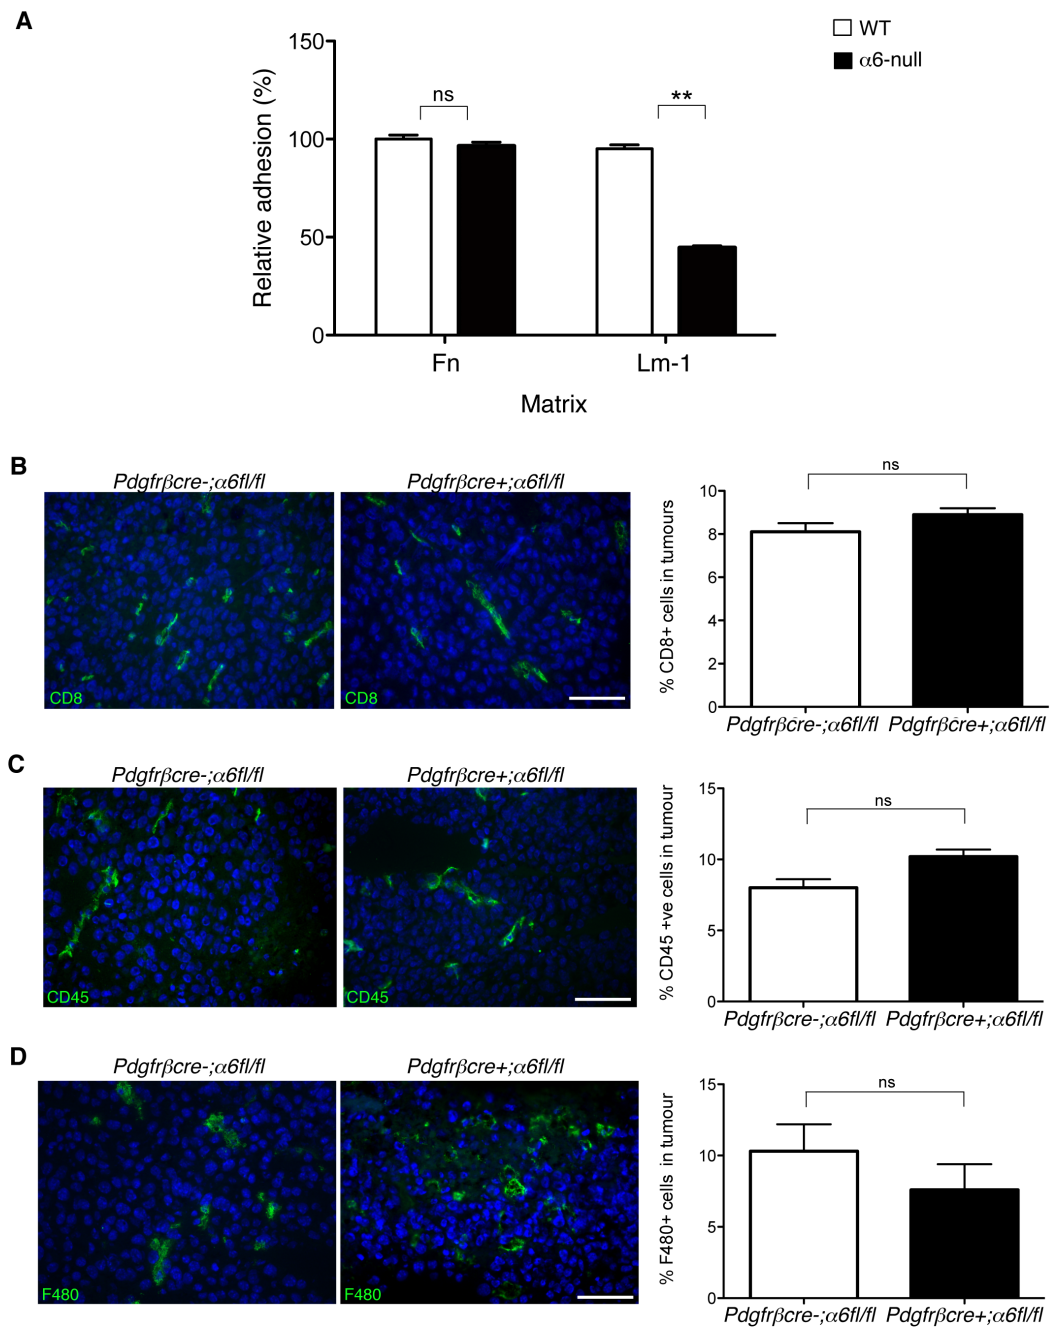 A
WT
α6-null
Relative adhesion (%)
150
100
50
0
ns
**
Fn
Lm-1
Matrix
B
Pdgfrβcre-;α6fl/fl
Pdgfrβcre+;α6fl/fl
CD8
CD8
% CD8+ cells in tumours
10
8
6
4
2
0
ns
Pdgfrβcre-;α6fl/fl
Pdgfrβcre+;α6fl/fl
C
Pdgfrβcre-;α6fl/fl
Pdgfrβcre+;α6fl/fl
CD45
CD45
% CD45 +ve cells in tumour
15
10
5
0
ns
Pdgfrβcre-;α6fl/fl
Pdgfrβcre+;α6fl/fl
D
Pdgfrβcre-;α6fl/fl
Pdgfrβcre+;α6fl/fl
F480
F480
% F480+ cells in tumour
15
10
5
0
ns
Pdgfrβcre-;α6fl/fl
Pdgfrβcre+;α6fl/fl